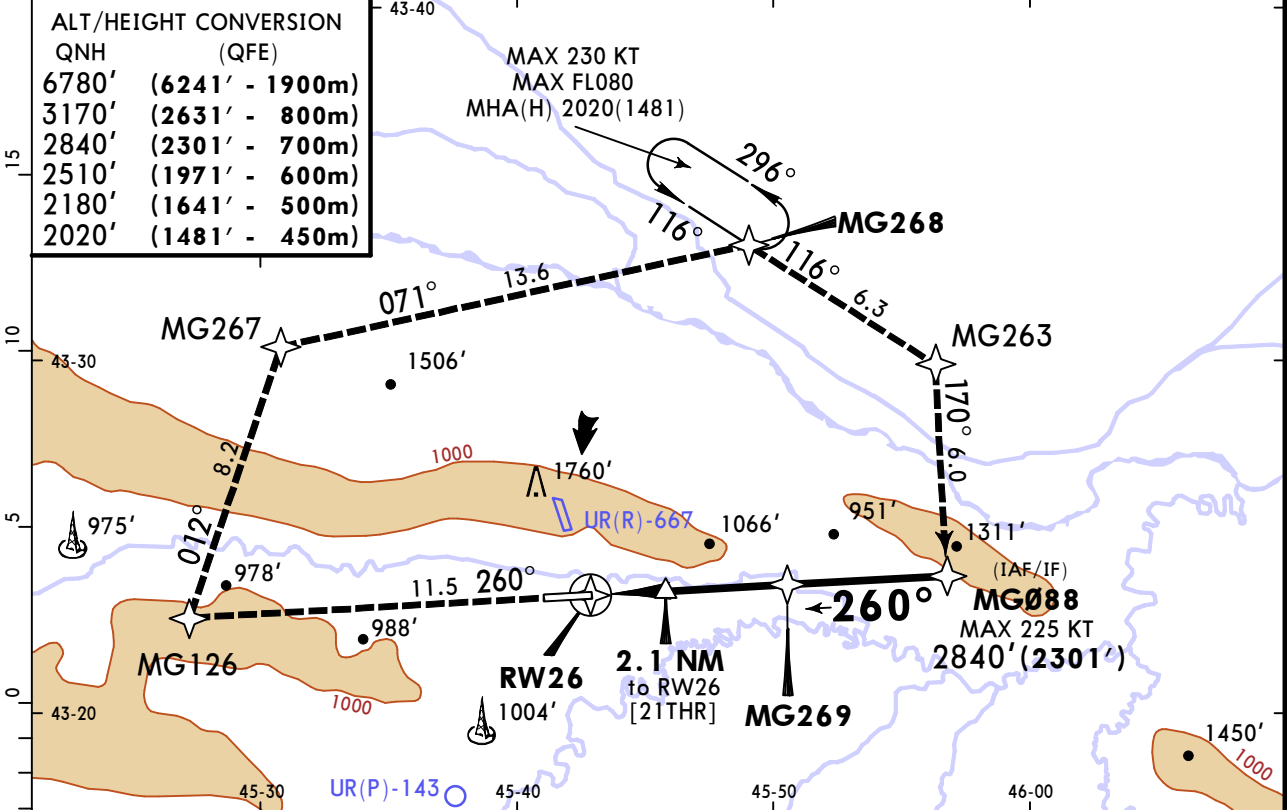 ALT/HEIGHT CONVERSION
QNH (QFE)
6780' (6241' - 1900m)
3170' (2631' - 800m)
2840' (2301' - 700m)
2510' (1971' - 600m)
2180' (1641' - 500m)
2020' (1481' - 450m)
43-40
MAX 230 KT
MAX FL080
MHA(H) 2020(1481)
15
296°
116°
MG268
116°
6.3
13.6
071°
MG267
MG263
10
43-30
1506'
170° 6.0
8.2
1000
1760'
UR(R)-667
5
975'
012°
1066'
951'
1311'
978'
11.5 260°
(IAF/IF)
260°
MGØ88
MAX 225 KT
2840'(2301')
988'
MG126
RW26
2.1 NM
to RW26
[21THR]
MG269
0
43-20
1000
1004'
1450'
1000
UR(P)-143
45-30
45-40
45-50
46-00